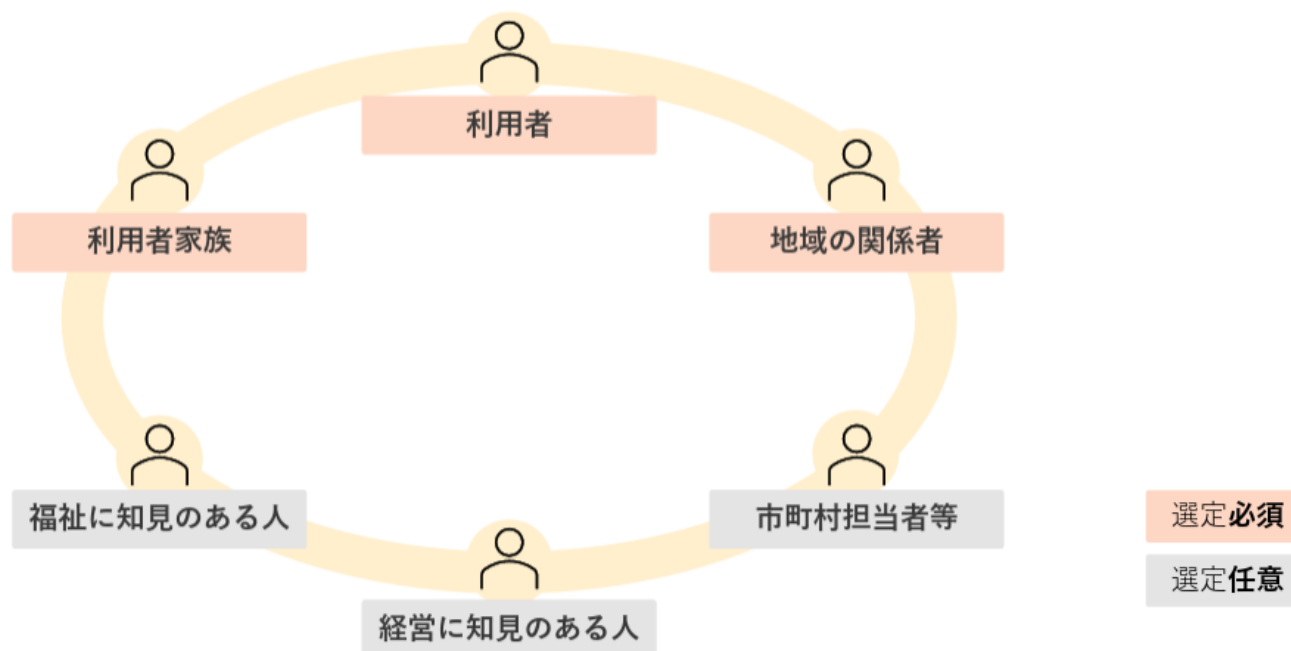 利用者
利用者家族
地域の関係者
福祉に知見のある人
市町村担当者等
経営に知見のある人
選定必須
選定任意